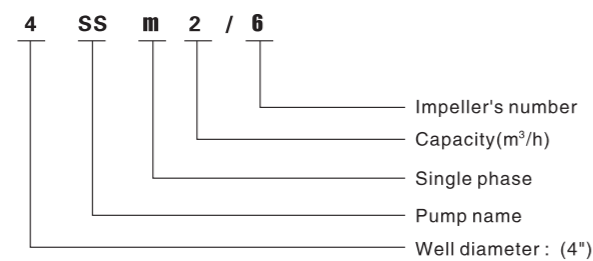 4 SS m 2 / 6
Impeller's number
Capacity(m³/h)
Single phase
Pump name
Well diameter : (4")